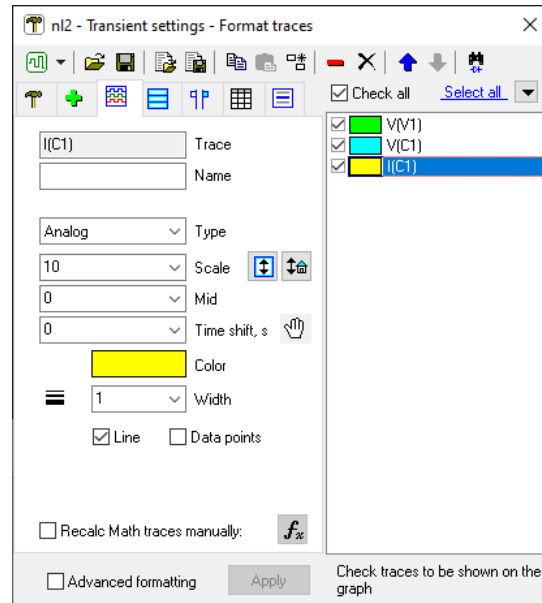 nl2 - Transient settings - Format traces
Check all
Select all
I(C1)
Trace
Name
Analog
Type
10
Scale
0
Mid
0
Time shift, s
Color
1
Width
Line
Data points
Recalc Math traces manually:
fx
Advanced formatting
Apply
V(V1)
V(C1)
I(C1)
Check traces to be shown on the
graph